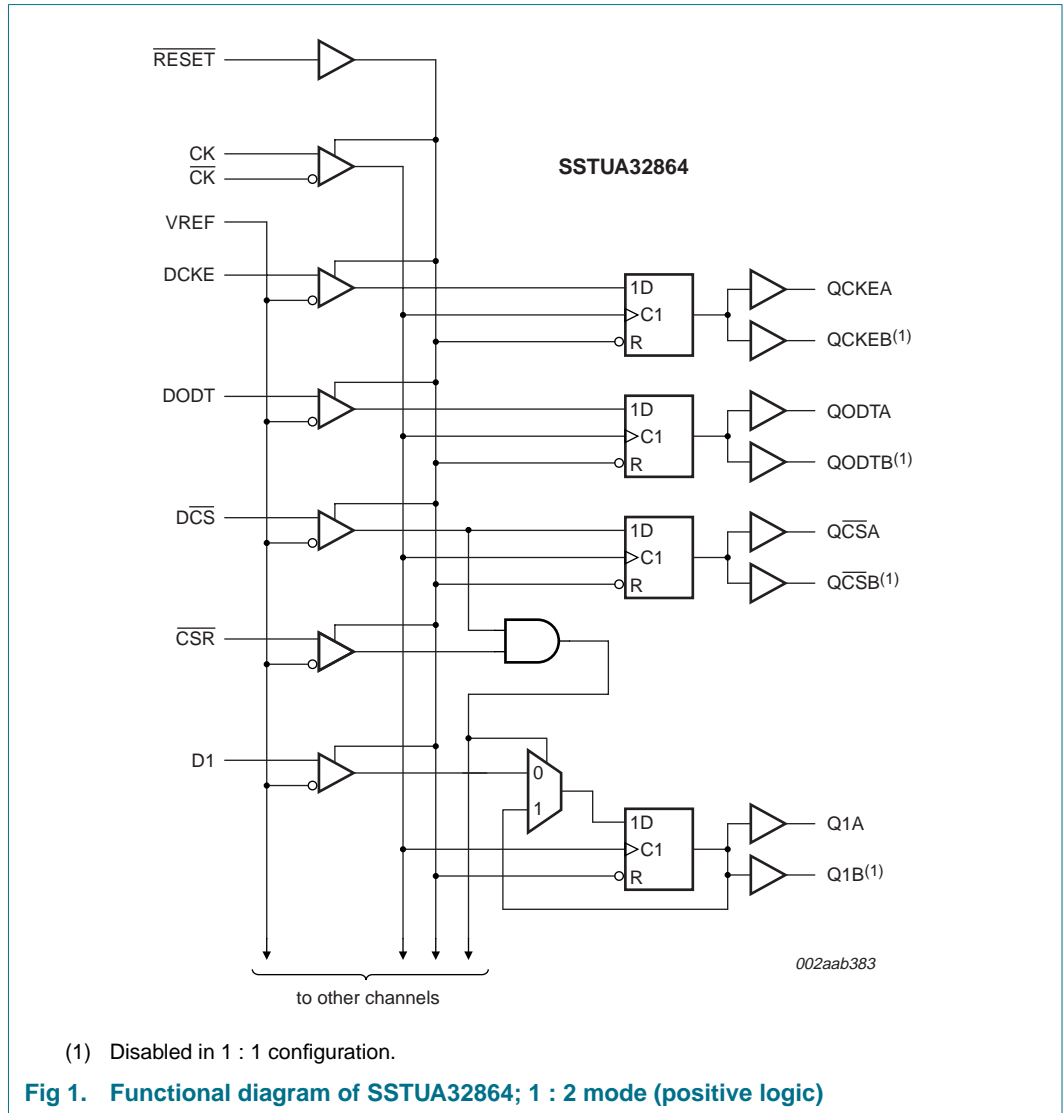 RESET
CK
CK
SSTUA32864
VREF
DCKE
1D
C1
R
QCKEA
QCKEB(1)
DODT
1D
C1
R
QODTA
QODTB(1)
DCS
1D
C1
R
QCSA
QCSB(1)
CSR
D1
0
1
1D
C1
R
Q1A
Q1B(1)
002aab383
to other channels
(1) Disabled in 1 : 1 configuration.
Fig 1. Functional diagram of SSTUA32864; 1 : 2 mode (positive logic)